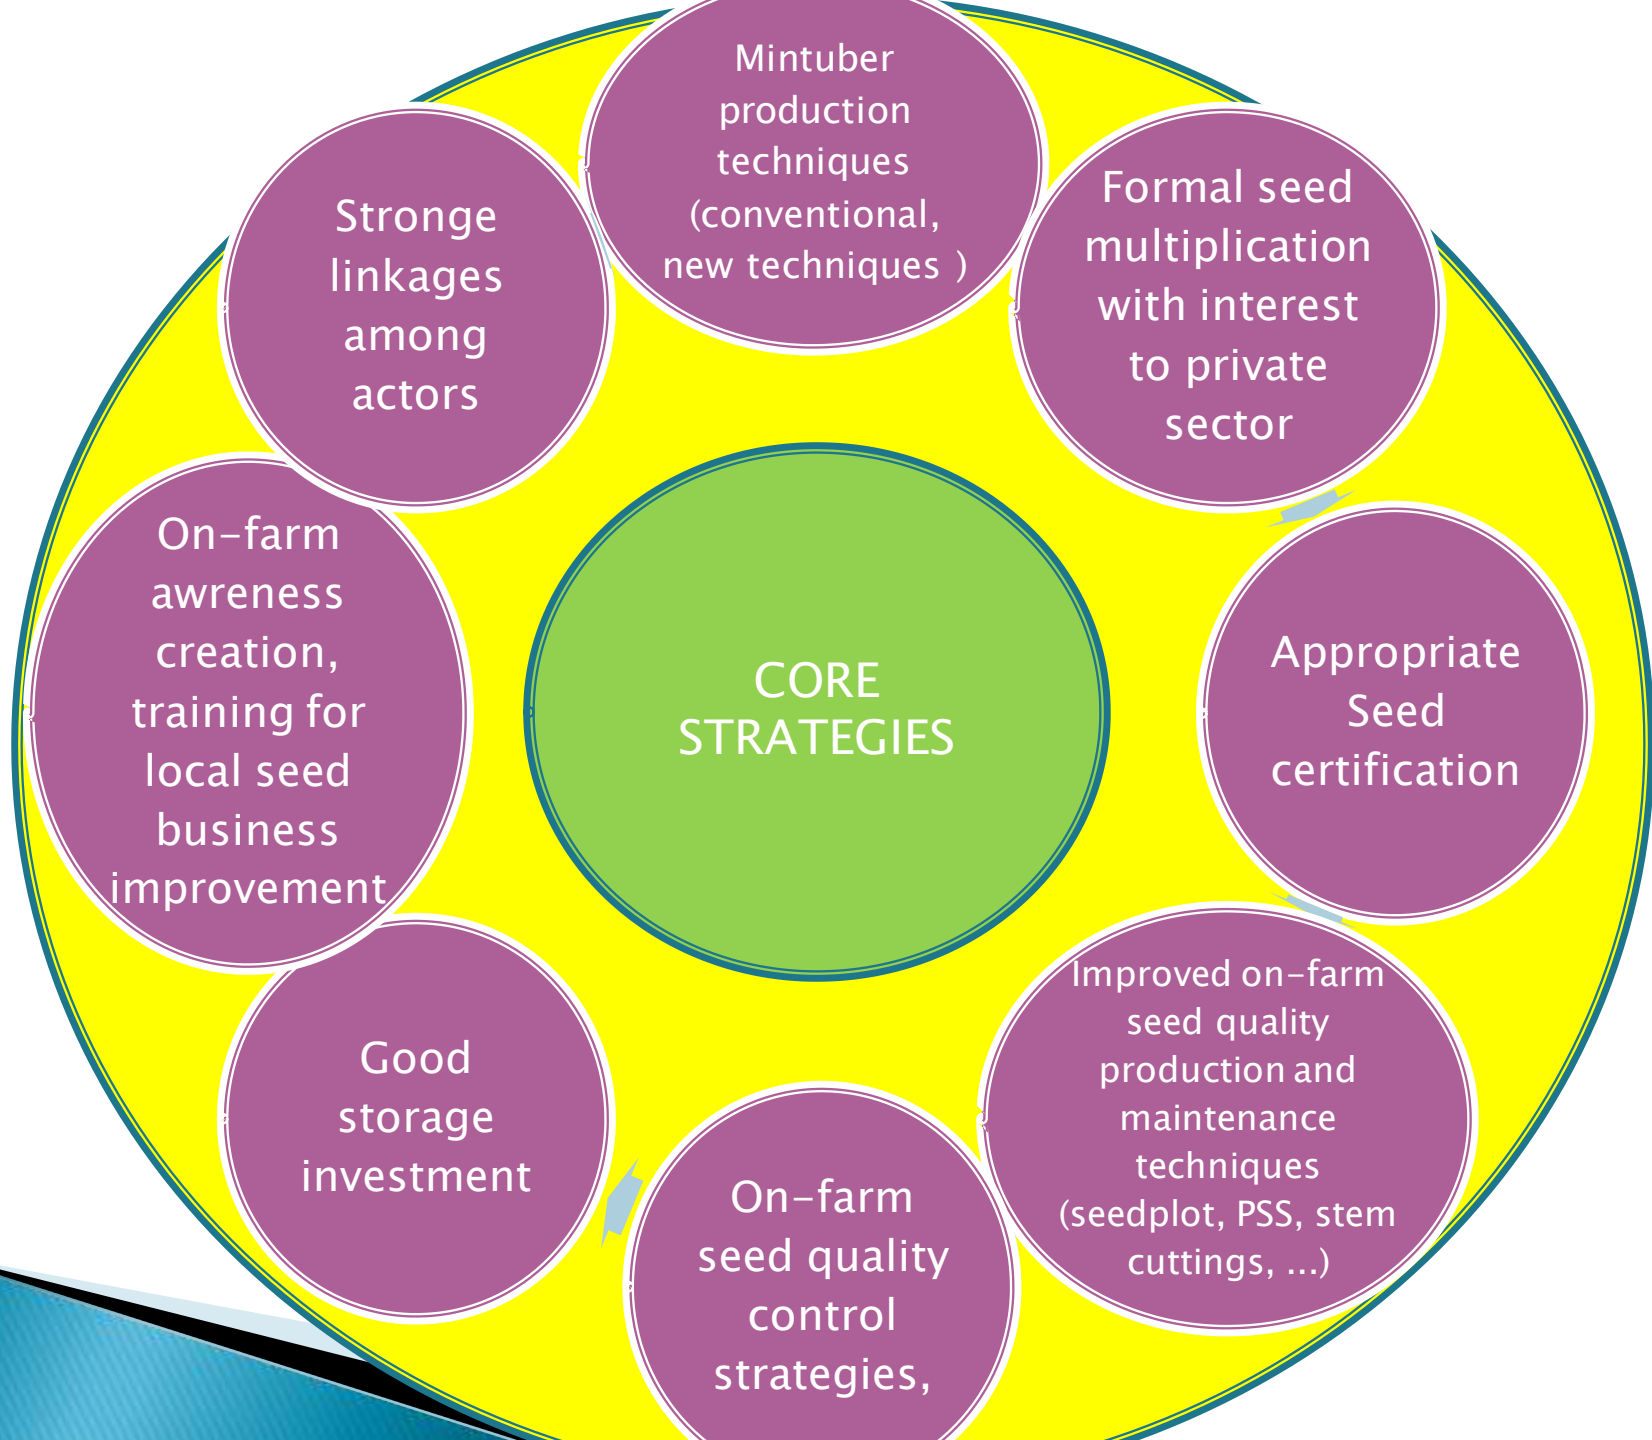 Mintuber
production
techniques
(conventional,
new techniques )
Formal seed
multiplication
with interest
to private
sector
Appropriate
Seed
certification
Improved on-farm
seed quality
production and
maintenance
techniques
(seedplot, PSS, stem
cuttings, ...)
On-farm
seed quality
control
strategies,
Good
storage
investment
On-farm
awreness
creation,
training for
local seed
business
improvement
Stronge
linkages
among
actors
CORE
STRATEGIES